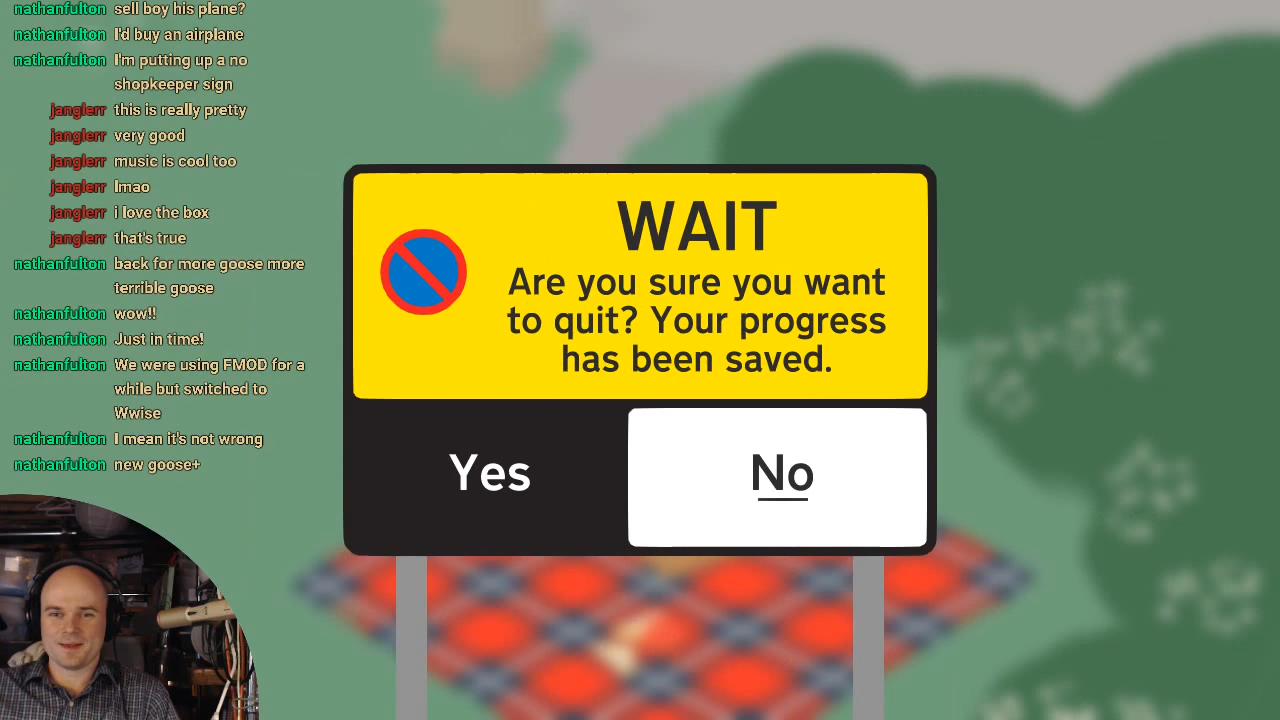 nathanfulton sell boy his plane?
nathanfulton I'd buy an airplane
nathanfulton I'm putting up a no
shopkeeper sign
janglerr this is really pretty
janglerr very good
janglerr music is cool too
janglerr lmao
janglerr i love the box
janglerr that's true
nathanfulton back for more goose more
terrible goose
nathanfulton wow!!
nathanfulton Just in time!
nathanfulton We were using FMOD for a
while but switched to
Wwise
nathanfulton I mean it's not wrong
nathanfulton new goose+
WAIT
Are you sure you want
to quit? Your progress
has been saved.
Yes
No